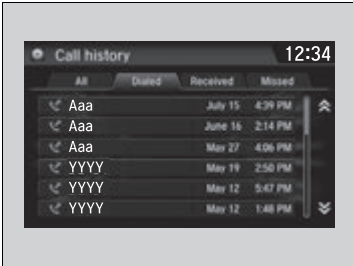 Call history 12:34
All Dialed Received Missed
Aaa July 15 4:39 PM
Aaa June 16 2:14 PM
Aaa May 27 4:06 PM
YYYY May 19 2:50 PM
YYYY May 12 5:47 PM
YYYY May 12 1:48 PM